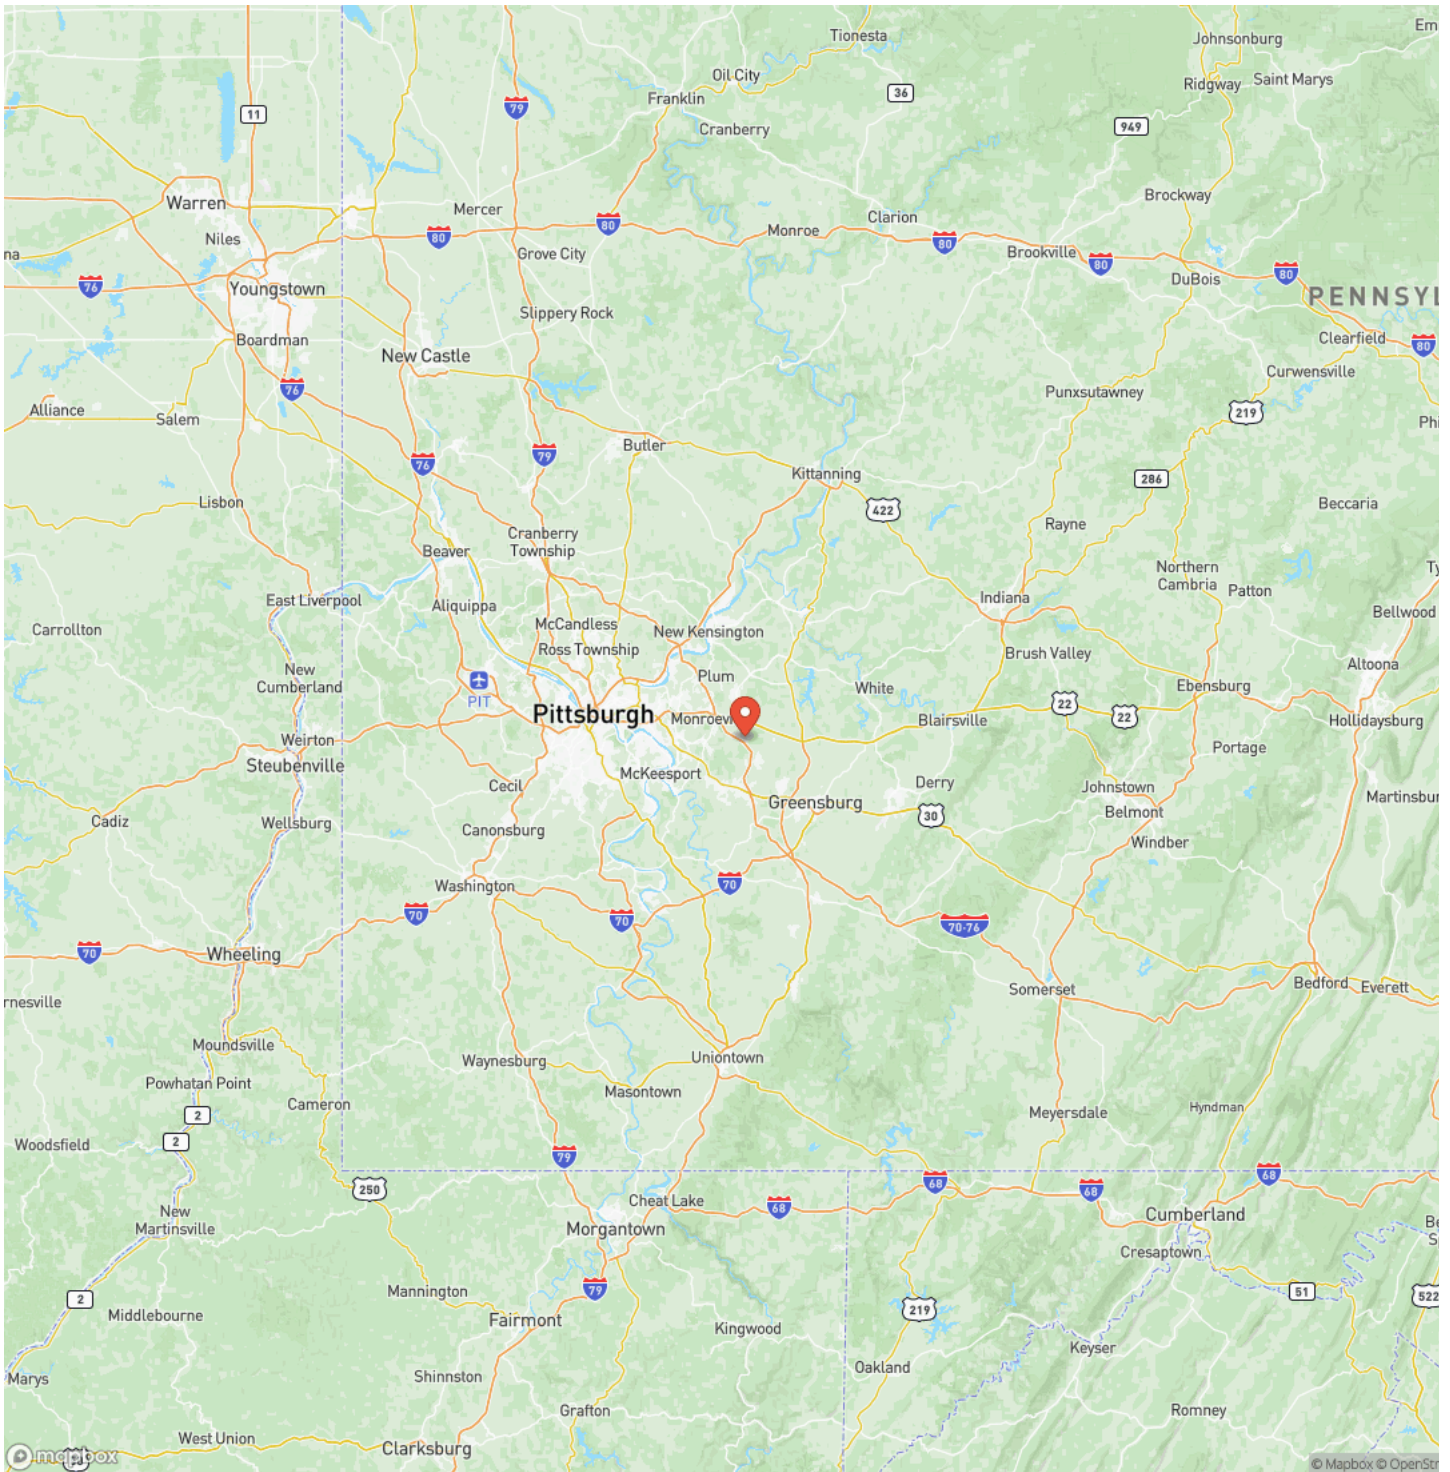 Tionesta
Johnsonburg
Em
Oil City
Ridgway
Saint Marys
Franklin
36
79
11
Cranberry
949
Warren
Mercer
Brockway
Clarion
80
80
Monroe
80
Niles
Grove City
Brookville
80
na
DuBois
80
76
Youngstown
PENNSYL
Slippery Rock
Boardman
Clearfield
80
New Castle
Curwensville
76
Punxsutawney
Alliance
Salem
219
Phi
Butler
79
76
Kittanning
286
Lisbon
422
Beccaria
Rayne
Cranberry
Township
Beaver
Northern
Cambria
Ty
Patton
East Liverpool
Aliquippa
Indiana
Bellwood
Carrollton
McCandless
New Kensington
Ross Township
Brush Valley
New
Cumberland
Altoona
Plum
White
Ebensburg
PIT
22
22
Pittsburgh
Monroev
Blairsville
Hollidaysburg
Weirton
Portage
Steubenville
McKeesport
Cecil
Derry
Johnstown
Martinsbur
Greensburg
Cadiz
Wellsburg
Canonsburg
30
Belmont
Windber
Washington
70
70
70
70-76
70
Wheeling
Somerset
Bedford
Everett
rnesville
Moundsville
Waynesburg
Uniontown
Powhatan Point
Masontown
Cameron
Meyersdale
Hyndman
2
2
Woodsfield
79
250
68
68
68
Cheat Lake
68
New
Martinsville
Morgantown
Cumberland
Be
S
Cresaptown
79
Mannington
2
51
522
Middlebourne
Fairmont
219
Kingwood
Keyser
Oakland
Marys
Shinnston
Grafton
Romney
West Union
Clarksburg
mapbox
© Mapbox © OpenStr